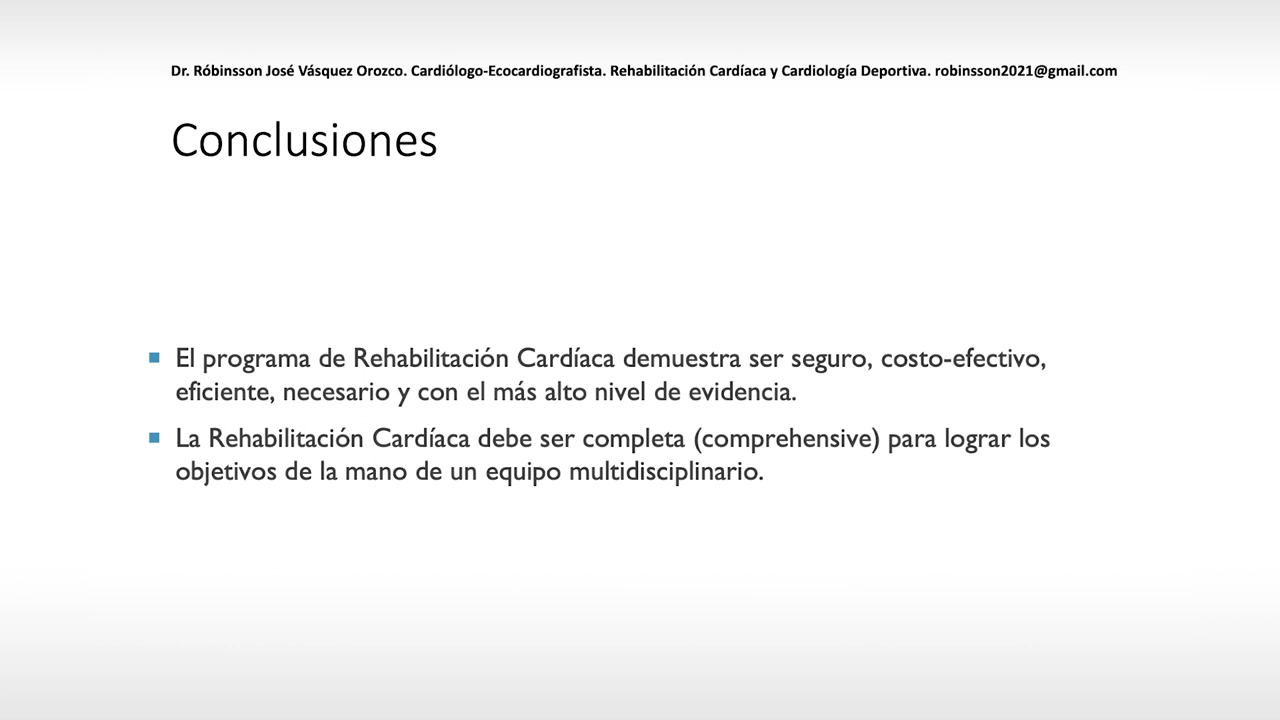 Dr. Róbinsson José Vásquez Orozco. Cardiólogo-Ecocardiografista. Rehabilitación Cardíaca y Cardiología Deportiva. robinsson2021@gmail.com
Conclusiones
El programa de Rehabilitación Cardíaca demuestra ser seguro, costo-efectivo,
eficiente, necesario y con el más alto nivel de evidencia.
La Rehabilitación Cardíaca debe ser completa (comprehensive) para lograr los
objetivos de la mano de un equipo multidisciplinario.